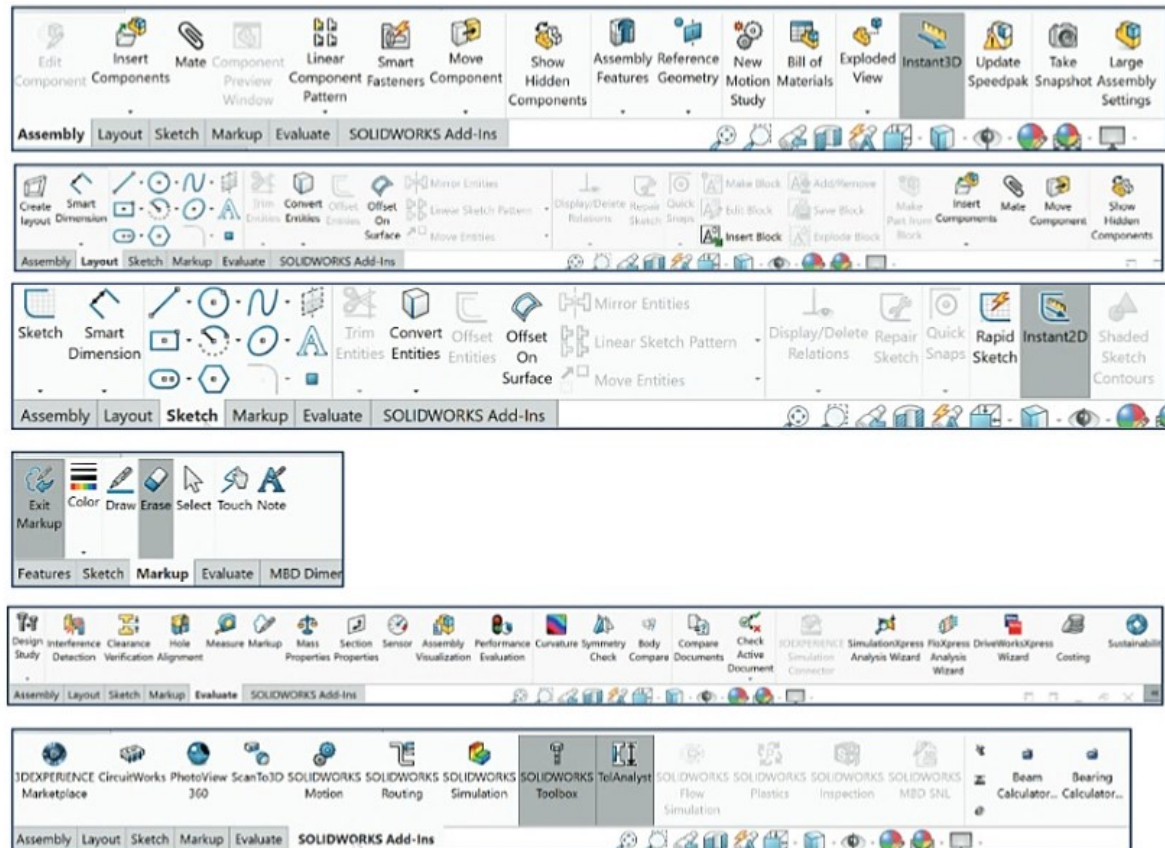 Edit Insert Mate Component Linear Smart Move Show Assembly Reference New Bill of Exploded Instant3D Update Take Large
Component Components Preview Component Fasteners Component Hidden Features Geometry Motion Materials View Speedpak Snapshot Assembly
Window Pattern Components Study Settings
Assembly Layout Sketch Markup Evaluate SOLIDWORKS Add-Ins
Create Smart Trim Convert Offset Offset Mirror Entities Display/Delete Repair Quick Make Block Add/Remove Make Insert Mate Move Show
layout Dimension Entities Entities Entities On Linear Sketch Pattern Relations Sketch Snaps Edit Block Save Block Part from Components Component Hidden
Surface Move Entities Insert Block Explode Block Block Components
Assembly Layout Sketch Markup Evaluate SOLIDWORKS Add-Ins
Sketch Smart Trim Convert Offset Offset Mirror Entities Display/Delete Repair Quick Rapid Instant2D Shaded
Dimension Entities Entities Entities On Linear Sketch Pattern Relations Sketch Snaps Sketch Sketch
Surface Move Entities Contours
Assembly Layout Sketch Markup Evaluate SOLIDWORKS Add-Ins
Exit Color Draw Erase Select Touch Note
Markup
Features Sketch Markup Evaluate MBD Dimer
Design Interference Clearance Hole Measure Markup Mass Section Sensor Assembly Performance Curvature Symmetry Body Compare Check 3DEXPERIENCE SimulationXpress FloXpress DriveWorksXpress Costing Sustainabilit
Study Detection Verification Alignment Properties Properties Visualization Evaluation Check Compare Documents Active Simulation Analysis Wizard Analysis Wizard
Document Connector Wizard
Assembly Layout Sketch Markup Evaluate SOLIDWORKS Add-Ins
3DEXPERIENCE CircuitWorks PhotoView ScanTo3D SOLIDWORKS SOLIDWORKS SOLIDWORKS SOLIDWORKS TolAnalyst SOLIDWORKS SOLIDWORKS SOLIDWORKS SOLIDWORKS Beam Bearing
Marketplace 360 Motion Routing Simulation Toolbox Flow Plastics Inspection MBD SNL Calculator... Calculator...
Simulation
Assembly Layout Sketch Markup Evaluate SOLIDWORKS Add-Ins